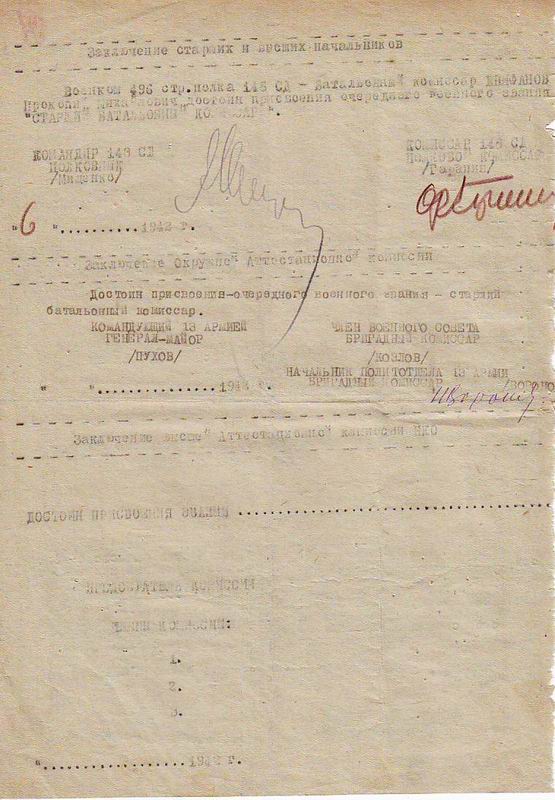 Заключение старших и высших начальников
Военком 496 стр.полка 148 СД - Батальонный комиссар
Прокопий достоин присвоения очередного военного звания
"СТАРШИЙ БАТАЛЬОННЫЙ КОМИССАР".
КОМАНДИР 148 СД
ПОЛКОВНИК
/Мищенко/
КОМИССАР 148 СД
ПОЛКОВОЙ КОМИССАР
/Гаранин/
"6 "..........1942 г.
Заключение Окружной Аттестационной комиссии
Достоин присвоения-очередного военного звания - старший
батальонный комиссар.
КОМАНДУЮЩИЙ 13 АРМИЕЙ
ГЕНЕРАЛ-МАЙОР
/ПУХОВ/
ЧЛЕН ВОЕННОГО СОВЕТА
БРИГАДНЫЙ КОМИССАР
/КОЗЛОВ/
НАЧАЛЬНИК ПОЛИТОТДЕЛА 13 АРМИИ
БРИГАДНЫЙ КОМИССАР
" "...............1942 г.
Заключение высшей Аттестационной комиссии НКО
ДОСТОИН ПРИСВОЕНИЯ ЗВАНИЯ ........................................
ПРЕДСЕДАТЕЛЬ КОМИССИИ
ЧЛЕНЫ КОМИССИИ:
1.
2.
3.
"..................1942 г.